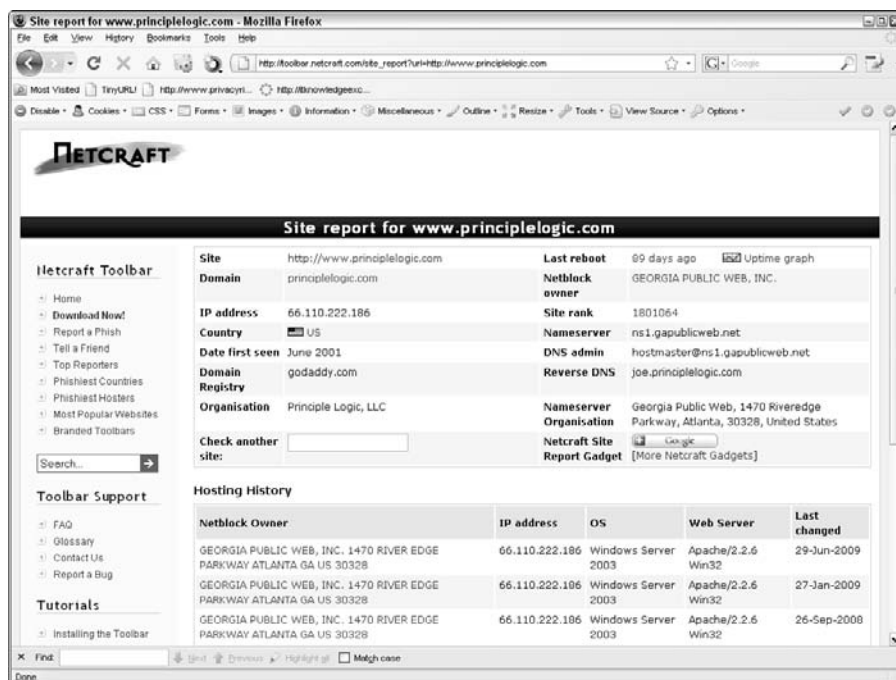 Site report for www.principlelogic.com - Mozilla Firefox
File Edit View History Bookmarks Tools Help
http://toolbar.netcraft.com/site_report?url=http://www.principlelogic.com
Google
Most Visited TinyURL! http://www.privacyri... http://itknowledgeexc...
Disable Cookies CSS Forms Images Information Miscellaneous Outline Resize Tools View Source Options
NETCRAFT
Site report for www.principlelogic.com
Netcraft Toolbar
Home
Download Now!
Report a Phish
Tell a Friend
Top Reporters
Phishiest Countries
Phishiest Hosters
Most Popular Websites
Branded Toolbars
Search...
Toolbar Support
FAQ
Glossary
Contact Us
Report a Bug
Tutorials
Installing the Toolbar
Site http://www.principlelogic.com Last reboot 89 days ago Uptime graph
Domain principlelogic.com Netblock owner GEORGIA PUBLIC WEB, INC.
IP address 66.110.222.186 Site rank 1801064
Country US Nameserver ns1.gapublicweb.net
Date first seen June 2001 DNS admin hostmaster@ns1.gapublicweb.net
Domain Registry godaddy.com Reverse DNS joe.principlelogic.com
Organisation Principle Logic, LLC Nameserver Organisation Georgia Public Web, 1470 Riveredge Parkway, Atlanta, 30328, United States
Check another site: Netcraft Site Report Gadget Google [More Netcraft Gadgets]
Hosting History
Netblock Owner IP address OS Web Server Last changed
GEORGIA PUBLIC WEB, INC. 1470 RIVER EDGE PARKWAY ATLANTA GA US 30328 66.110.222.186 Windows Server 2003 Apache/2.2.6 Win32 29-Jun-2009
GEORGIA PUBLIC WEB, INC. 1470 RIVER EDGE PARKWAY ATLANTA GA US 30328 66.110.222.186 Windows Server 2003 Apache/2.2.6 Win32 27-Jan-2009
GEORGIA PUBLIC WEB, INC. 1470 RIVER EDGE PARKWAY ATLANTA GA US 30328 66.110.222.186 Windows Server 2003 Apache/2.2.6 Win32 26-Sep-2008
Find: Next Previous Highlight all Match case
Done